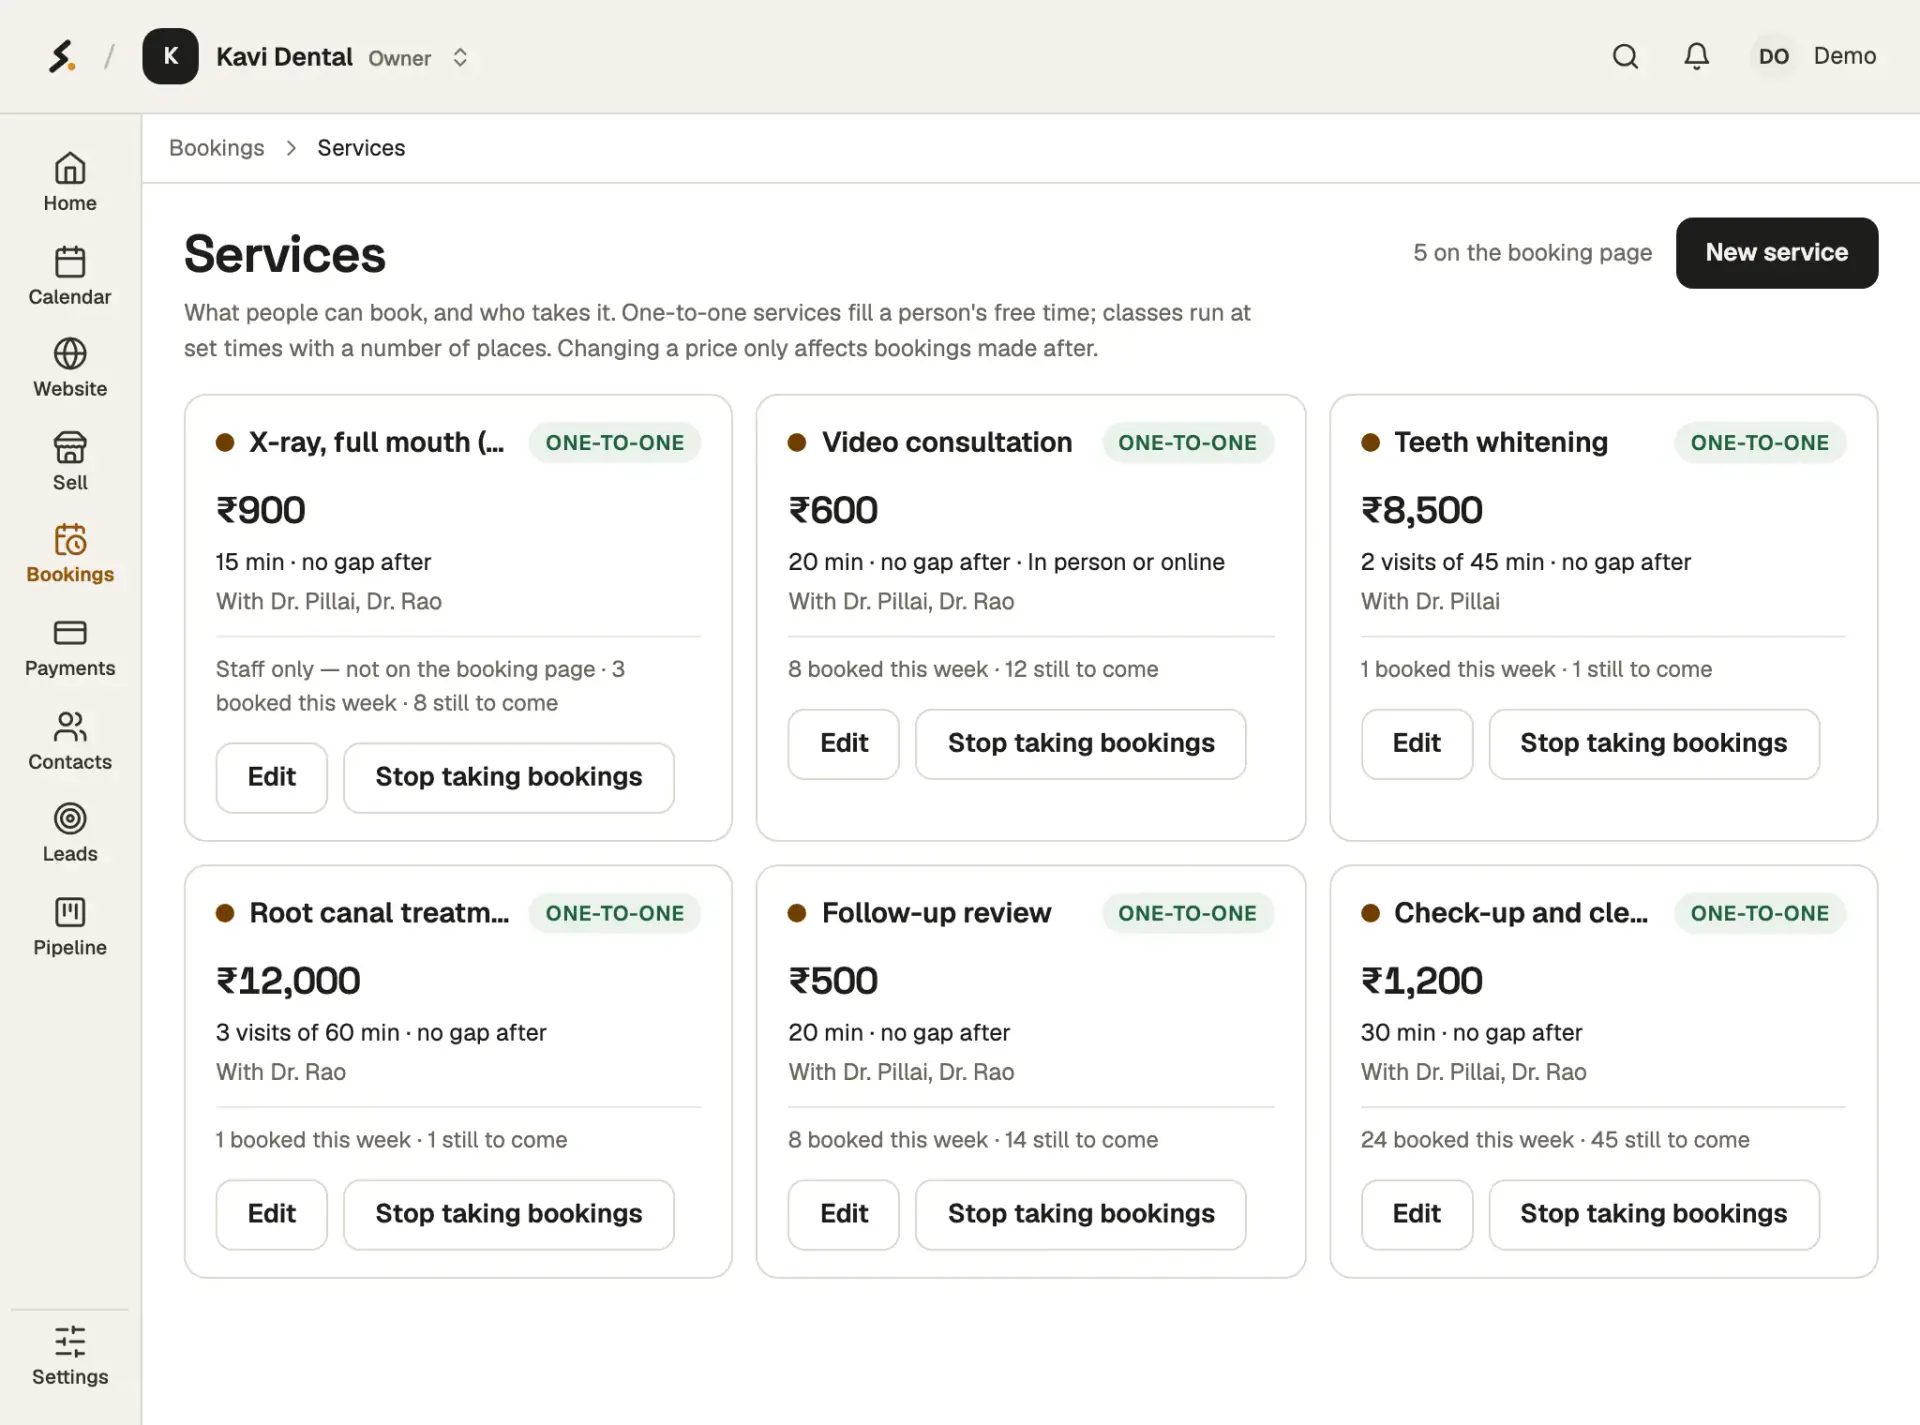 K Kavi Dental Owner
DO Demo
Bookings > Services
Home
Calendar
Website
Sell
Bookings
Payments
Contacts
Leads
Pipeline
Settings
Services
5 on the booking page
New service
What people can book, and who takes it. One-to-one services fill a person's free time; classes run at
set times with a number of places. Changing a price only affects bookings made after.
X-ray, full mouth (... ONE-TO-ONE
₹900
15 min · no gap after
With Dr. Pillai, Dr. Rao
Staff only — not on the booking page · 3
booked this week · 8 still to come
Edit Stop taking bookings
Video consultation ONE-TO-ONE
₹600
20 min · no gap after · In person or online
With Dr. Pillai, Dr. Rao
8 booked this week · 12 still to come
Edit Stop taking bookings
Teeth whitening ONE-TO-ONE
₹8,500
2 visits of 45 min · no gap after
With Dr. Pillai
1 booked this week · 1 still to come
Edit Stop taking bookings
Root canal treatm... ONE-TO-ONE
₹12,000
3 visits of 60 min · no gap after
With Dr. Rao
1 booked this week · 1 still to come
Edit Stop taking bookings
Follow-up review ONE-TO-ONE
₹500
20 min · no gap after
With Dr. Pillai, Dr. Rao
8 booked this week · 14 still to come
Edit Stop taking bookings
Check-up and cle... ONE-TO-ONE
₹1,200
30 min · no gap after
With Dr. Pillai, Dr. Rao
24 booked this week · 45 still to come
Edit Stop taking bookings